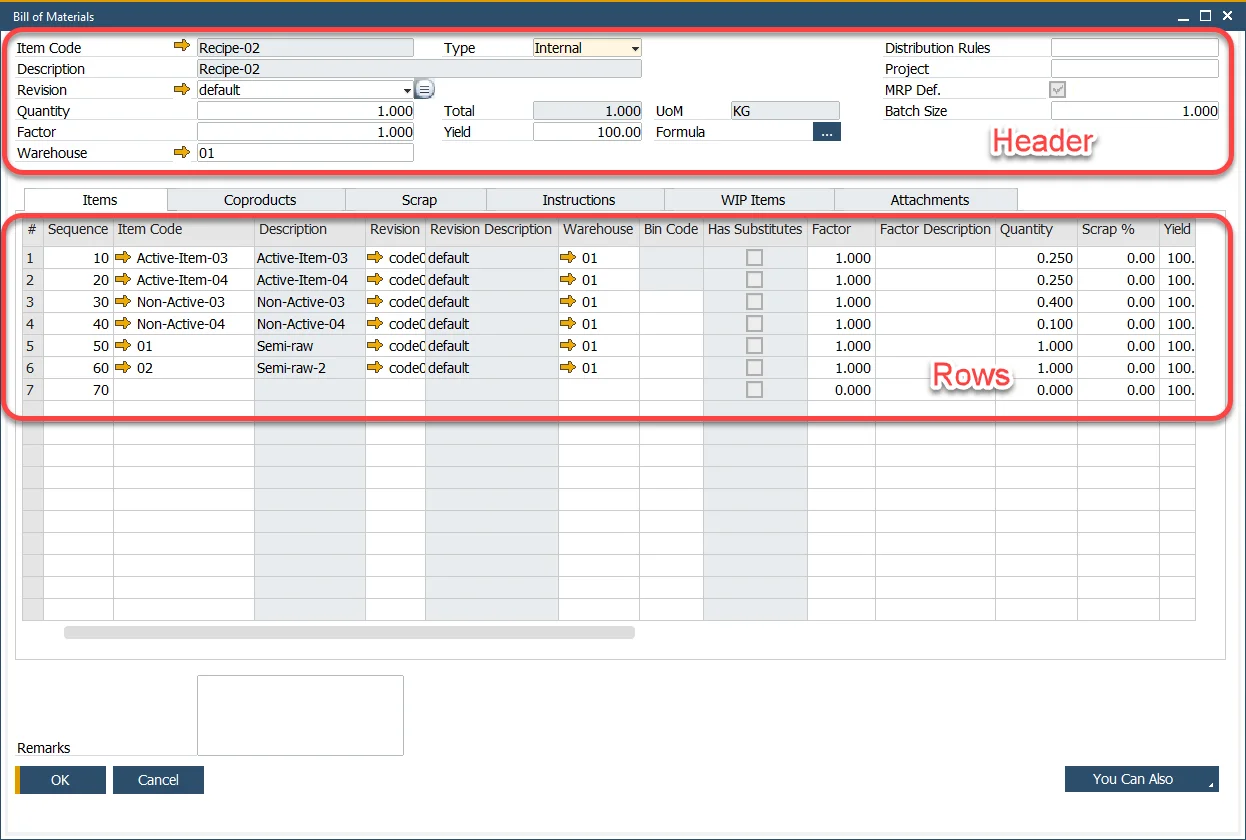 Bill of Materials
Item Code Recipe-02 Type Internal Distribution Rules
Description Recipe-02 Project
Revision default MRP Def.
Quantity 1.000 Total 1.000 UoM KG Batch Size 1.000
Factor 1.000 Yield 100.00 Formula ...
Header
Warehouse 01
Items Coproducts Scrap Instructions WIP Items Attachments
# Sequence Item Code Description Revision Revision Description Warehouse Bin Code Has Substitutes Factor Factor Description Quantity Scrap % Yield
1 10 Active-Item-03 Active-Item-03 code0 default 01 1.000 0.250 0.00 100.
2 20 Active-Item-04 Active-Item-04 code0 default 01 1.000 0.250 0.00 100.
3 30 Non-Active-03 Non-Active-03 code0 default 01 1.000 0.400 0.00 100.
4 40 Non-Active-04 Non-Active-04 code0 default 01 1.000 0.100 0.00 100.
5 50 01 Semi-raw code0 default 01 1.000 1.000 0.00 100.
6 60 02 Semi-raw-2 code0 default 01 1.000 1.000 0.00 100.
Rows
7 70 0.000 0.000 0.00 100.
Remarks
OK Cancel You Can Also